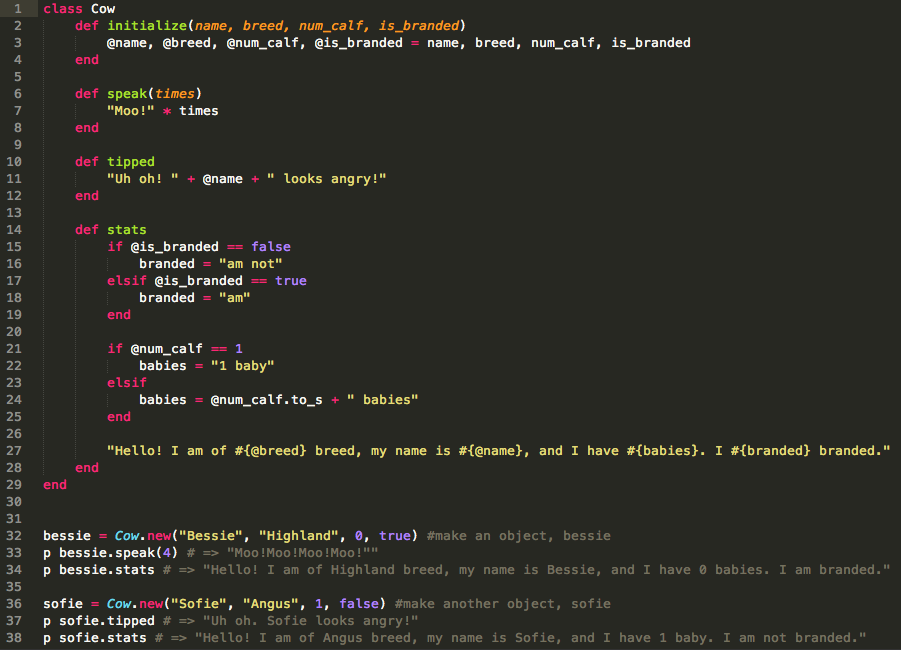 1 class Cow
2     def initialize(name, breed, num_calf, is_branded)
3         @name, @breed, @num_calf, @is_branded = name, breed, num_calf, is_branded
4     end
5
6     def speak(times)
7         "Moo!" * times
8     end
9
10     def tipped
11         "Uh oh! " + @name + " looks angry!"
12     end
13
14     def stats
15         if @is_branded == false
16             branded = "am not"
17         elsif @is_branded == true
18             branded = "am"
19         end
20
21         if @num_calf == 1
22             babies = "1 baby"
23         elsif
24             babies = @num_calf.to_s + " babies"
25         end
26
27         "Hello! I am of #{@breed} breed, my name is #{@name}, and I have #{babies}. I #{branded} branded."
28     end
29 end
30
31
32 bessie = Cow.new("Bessie", "Highland", 0, true) #make an object, bessie
33 p bessie.speak(4) # => "Moo!Moo!Moo!Moo!""
34 p bessie.stats # => "Hello! I am of Highland breed, my name is Bessie, and I have 0 babies. I am branded."
35
36 sofie = Cow.new("Sofie", "Angus", 1, false) #make another object, sofie
37 p sofie.tipped # => "Uh oh. Sofie looks angry!"
38 p sofie.stats # => "Hello! I am of Angus breed, my name is Sofie, and I have 1 baby. I am not branded."